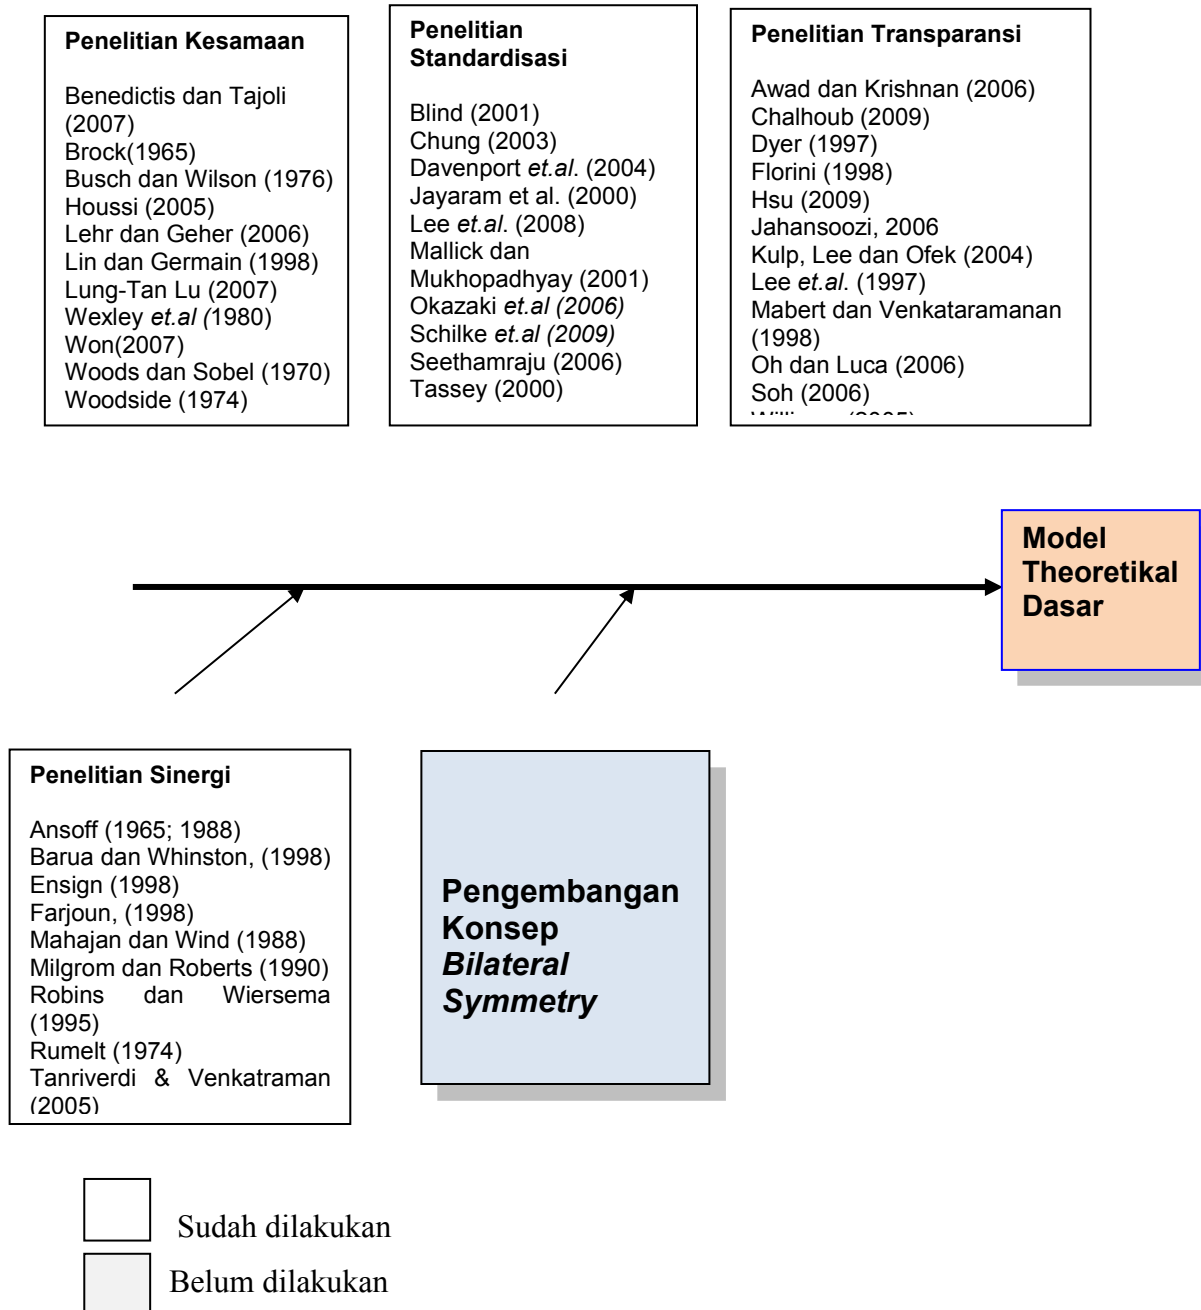 Penelitian Kesamaan
Benedictis dan Tajoli
(2007)
Brock(1965)
Busch dan Wilson (1976)
Houssi (2005)
Lehr dan Geher (2006)
Lin dan Germain (1998)
Lung-Tan Lu (2007)
Wexley et.al (1980)
Won(2007)
Woods dan Sobel (1970)
Woodside (1974)
Penelitian
Standardisasi
Blind (2001)
Chung (2003)
Davenport et.al. (2004)
Jayaram et al. (2000)
Lee et.al. (2008)
Mallick dan
Mukhopadhyay (2001)
Okazaki et.al (2006)
Schilke et.al (2009)
Seethamraju (2006)
Tassey (2000)
Penelitian Transparansi
Awad dan Krishnan (2006)
Chalhoub (2009)
Dyer (1997)
Florini (1998)
Hsu (2009)
Jahansoozi, 2006
Kulp, Lee dan Ofek (2004)
Lee et.al. (1997)
Mabert dan Venkataramanan
(1998)
Oh dan Luca (2006)
Soh (2006)
Model
Theoretikal
Dasar
Penelitian Sinergi
Ansoff (1965; 1988)
Barua dan Whinston, (1998)
Ensign (1998)
Farjoun, (1998)
Mahajan dan Wind (1988)
Milgrom dan Roberts (1990)
Robins dan Wiersema
(1995)
Rumelt (1974)
Tanriverdi & Venkatraman
(2005)
Pengembangan
Konsep
Bilateral
Symmetry
Sudah dilakukan
Belum dilakukan